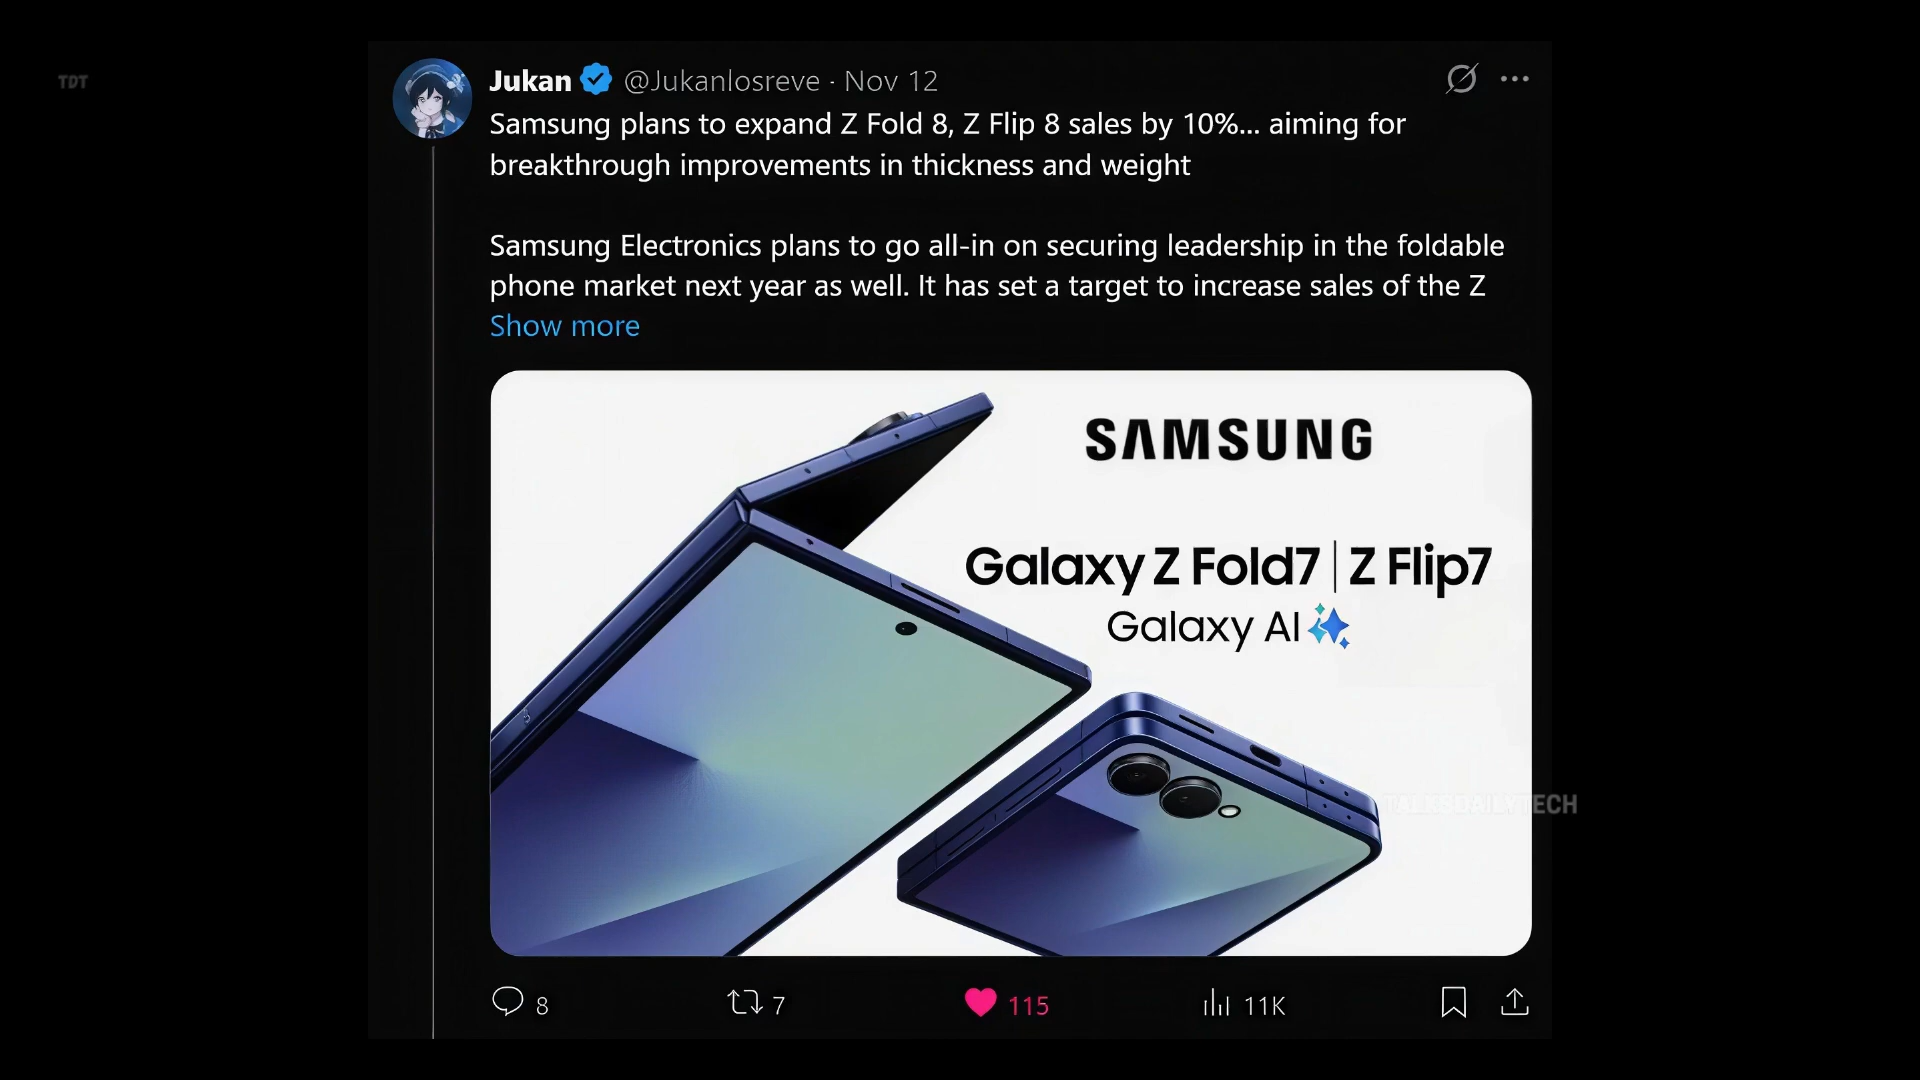 TDT
Jukan @Jukanlosreve · Nov 12
Samsung plans to expand Z Fold 8, Z Flip 8 sales by 10%... aiming for
breakthrough improvements in thickness and weight
Samsung Electronics plans to go all-in on securing leadership in the foldable
phone market next year as well. It has set a target to increase sales of the Z
Show more
SAMSUNG
Galaxy Z Fold7 | Z Flip7
Galaxy AI
TALKSDAILYTECH
8 7 115 11K